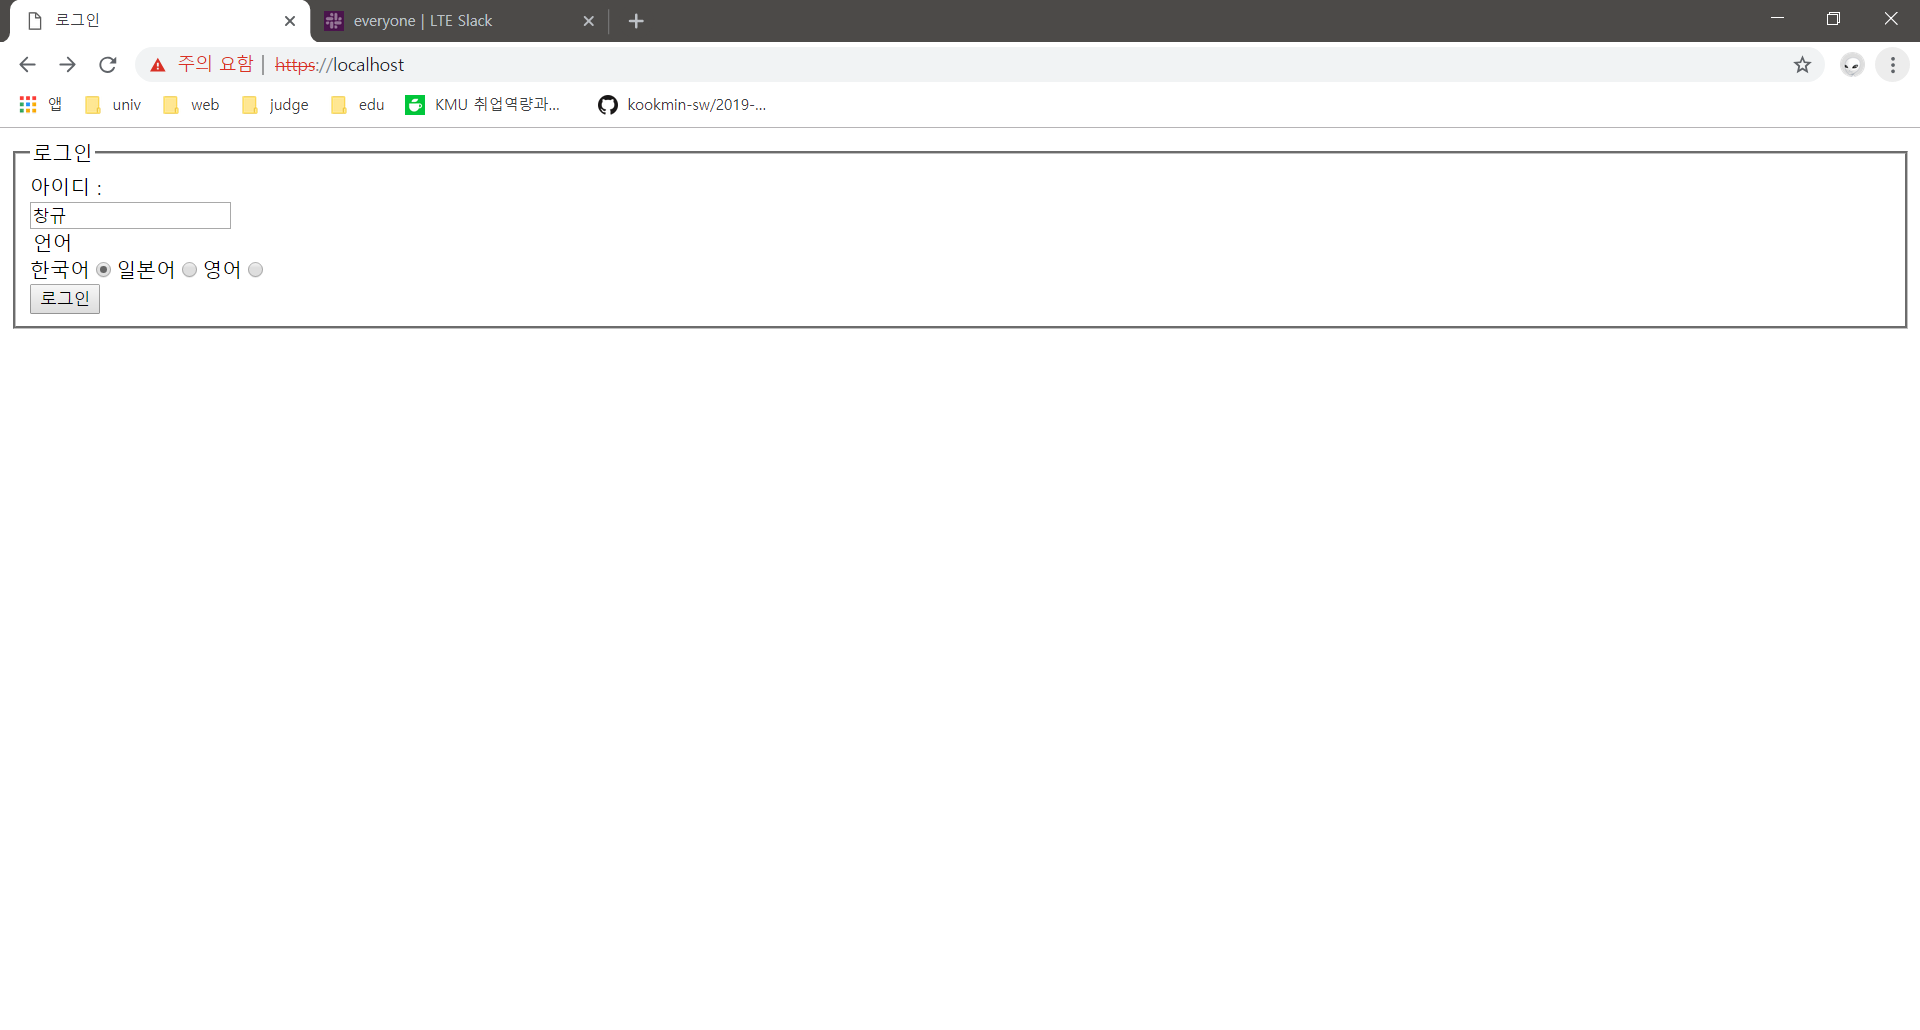 로그인
everyone | LTE Slack
주의 요함 | https://localhost
앱 univ web judge edu KMU 취업역량과... kookmin-sw/2019-...
로그인
아이디 :
창규
언어
한국어 일본어 영어
로그인